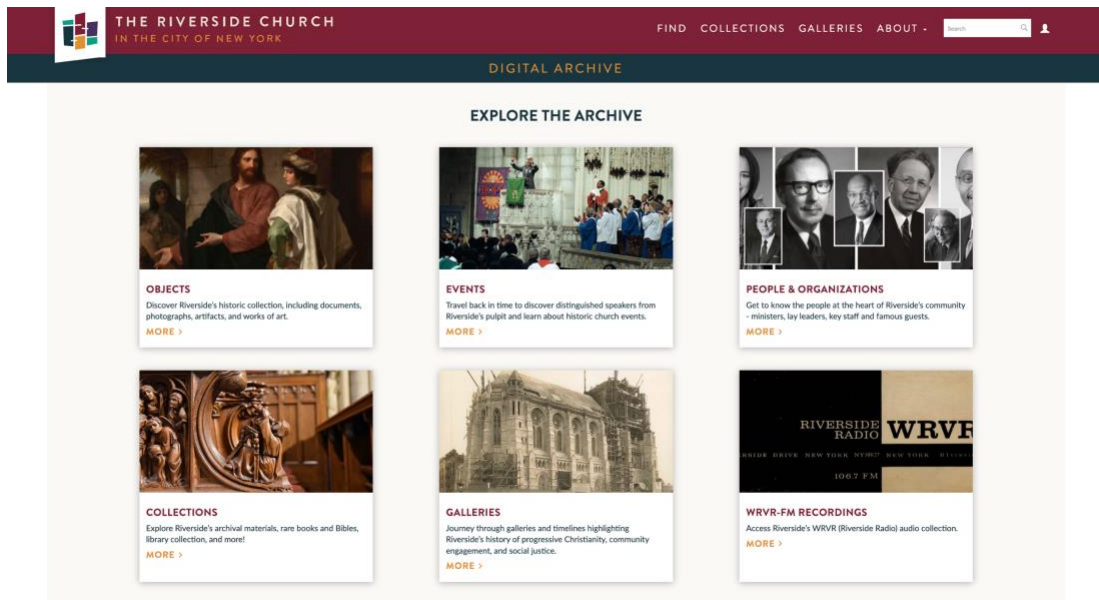 THE RIVERSIDE CHURCH
IN THE CITY OF NEW YORK
FIND COLLECTIONS GALLERIES ABOUT
Search
DIGITAL ARCHIVE
EXPLORE THE ARCHIVE
OBJECTS
Discover Riverside's historic collection, including documents,
photographs, artifacts, and works of art.
MORE >
EVENTS
Travel back in time to discover distinguished speakers from
Riverside's pulpit and learn about historic church events.
MORE >
PEOPLE & ORGANIZATIONS
Get to know the people at the heart of Riverside's community
- ministers, lay leaders, key staff and famous guests.
MORE >
COLLECTIONS
Explore Riverside's archival materials, rare books and Bibles,
library collection, and more!
MORE >
GALLERIES
Journey through galleries and timelines highlighting
Riverside's history of progressive Christianity, community
engagement, and social justice.
MORE >
RIVERSIDE
RADIO
WRVR
RSIDE DRIVE NEW YORK NY10027 NEW YORK
106.7 FM
WRVR-FM RECORDINGS
Access Riverside's WRVR (Riverside Radio) audio collection.
MORE >